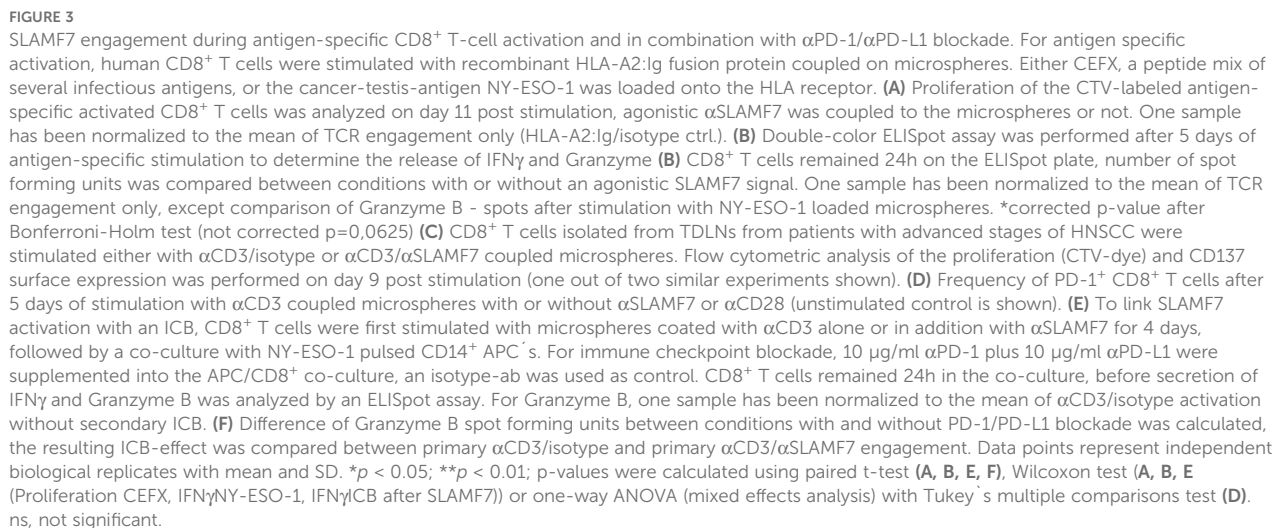 FIGURE 3
SLAMF7 engagement during antigen-specific CD8⁺ T-cell activation and in combination with αPD-1/αPD-L1 blockade. For antigen specific
activation, human CD8⁺ T cells were stimulated with recombinant HLA-A2:Ig fusion protein coupled on microspheres. Either CEFX, a peptide mix of
several infectious antigens, or the cancer-testis-antigen NY-ESO-1 was loaded onto the HLA receptor. (A) Proliferation of the CTV-labeled antigen-
specific activated CD8⁺ T cells was analyzed on day 11 post stimulation, agonistic αSLAMF7 was coupled to the microspheres or not. One sample
has been normalized to the mean of TCR engagement only (HLA-A2:Ig/isotype ctrl.). (B) Double-color ELISpot assay was performed after 5 days of
antigen-specific stimulation to determine the release of IFNγ and Granzyme (B) CD8⁺ T cells remained 24h on the ELISpot plate, number of spot
forming units was compared between conditions with or without an agonistic SLAMF7 signal. One sample has been normalized to the mean of TCR
engagement only, except comparison of Granzyme B - spots after stimulation with NY-ESO-1 loaded microspheres. *corrected p-value after
Bonferroni-Holm test (not corrected p=0,0625) (C) CD8⁺ T cells isolated from TDLNs from patients with advanced stages of HNSCC were
stimulated either with αCD3/isotype or αCD3/αSLAMF7 coupled microspheres. Flow cytometric analysis of the proliferation (CTV-dye) and CD137
surface expression was performed on day 9 post stimulation (one out of two similar experiments shown). (D) Frequency of PD-1⁺ CD8⁺ T cells after
5 days of stimulation with αCD3 coupled microspheres with or without αSLAMF7 or αCD28 (unstimulated control is shown). (E) To link SLAMF7
activation with an ICB, CD8⁺ T cells were first stimulated with microspheres coated with αCD3 alone or in addition with αSLAMF7 for 4 days,
followed by a co-culture with NY-ESO-1 pulsed CD14⁺ APC´s. For immune checkpoint blockade, 10 µg/ml αPD-1 plus 10 µg/ml αPD-L1 were
supplemented into the APC/CD8⁺ co-culture, an isotype-ab was used as control. CD8⁺ T cells remained 24h in the co-culture, before secretion of
IFNγ and Granzyme B was analyzed by an ELISpot assay. For Granzyme B, one sample has been normalized to the mean of αCD3/isotype activation
without secondary ICB. (F) Difference of Granzyme B spot forming units between conditions with and without PD-1/PD-L1 blockade was calculated,
the resulting ICB-effect was compared between primary αCD3/isotype and primary αCD3/αSLAMF7 engagement. Data points represent independent
biological replicates with mean and SD. *p < 0.05; **p < 0.01; p-values were calculated using paired t-test (A, B, E, F), Wilcoxon test (A, B, E
(Proliferation CEFX, IFNγNY-ESO-1, IFNγICB after SLAMF7)) or one-way ANOVA (mixed effects analysis) with Tukey`s multiple comparisons test (D).
ns, not significant.